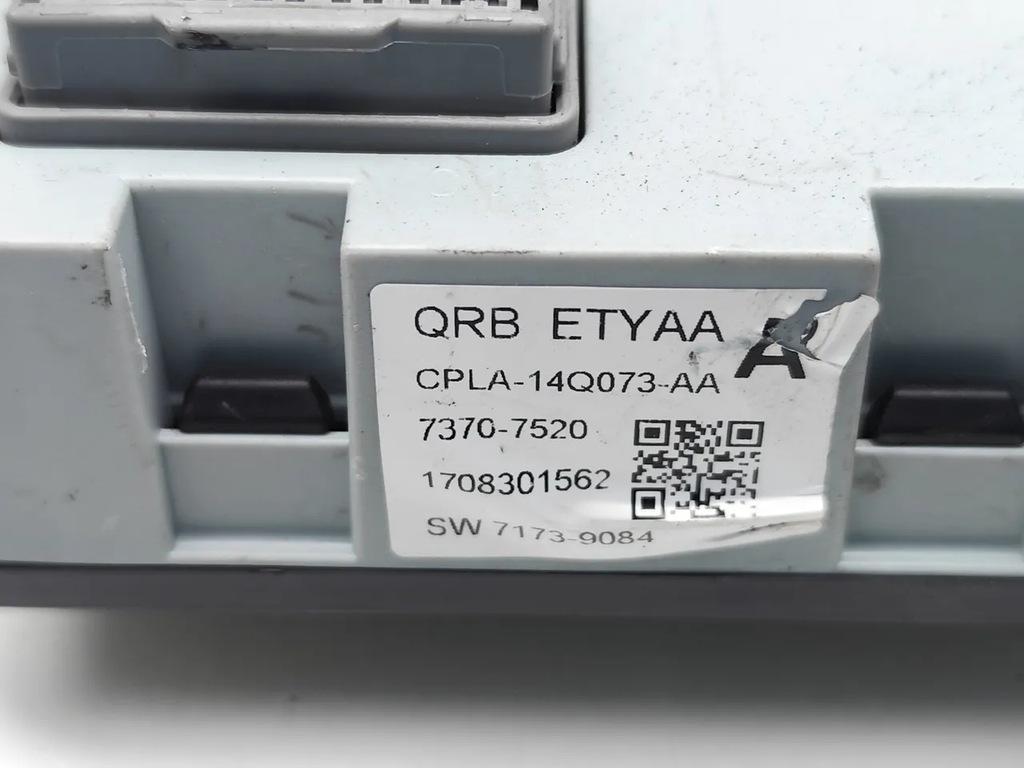 QRB ETYAA
A
CPLA-14Q073-AA
7370-7520
1708301562
SW 7173-9084